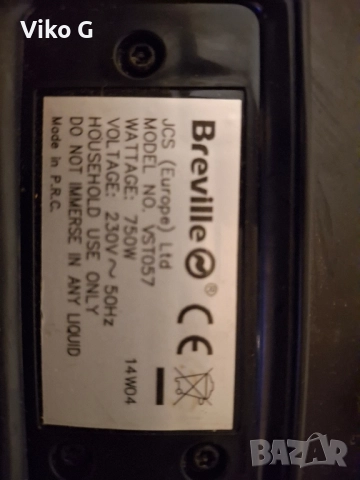 Viko G
Breville ® CE
JCS (Europe) Ltd
MODEL NO. VST057
WATTAGE: 750W
VOLTAGE: 230V ~ 50Hz
HOUSEHOLD USE ONLY
DO NOT IMMERSE IN ANY LIQUID
Made in P.R.C.
14W04
BAZAR